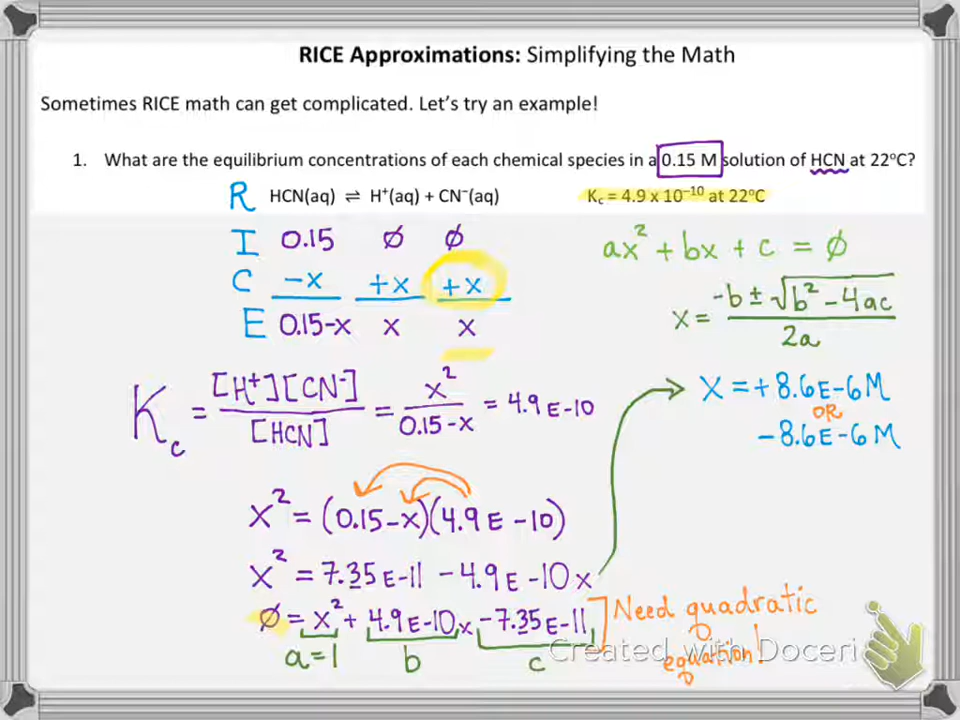 RICE Approximations: Simplifying the Math
Sometimes RICE math can get complicated. Let's try an example!
1. What are the equilibrium concentrations of each chemical species in a 0.15 M solution of HCN at 22°C?
R HCN(aq) ⇌ H⁺(aq) + CN⁻(aq) Kc = 4.9 x 10⁻¹⁰ at 22°C
I 0.15 Ø Ø
C -x +x +x
E 0.15-x x x
ax² + bx + c = Ø
x = (-b ± √(b² - 4ac)) / 2a
Kc = [H⁺][CN⁻] / [HCN] = x² / (0.15-x) = 4.9E-10
x = +8.6E-6M
OR
-8.6E-6M
x² = (0.15-x)(4.9E-10)
x² = 7.35E-11 - 4.9E-10x
Ø = x² + 4.9E-10x - 7.35E-11
a=1 b c
Need quadratic
equation!
Created with Doceri